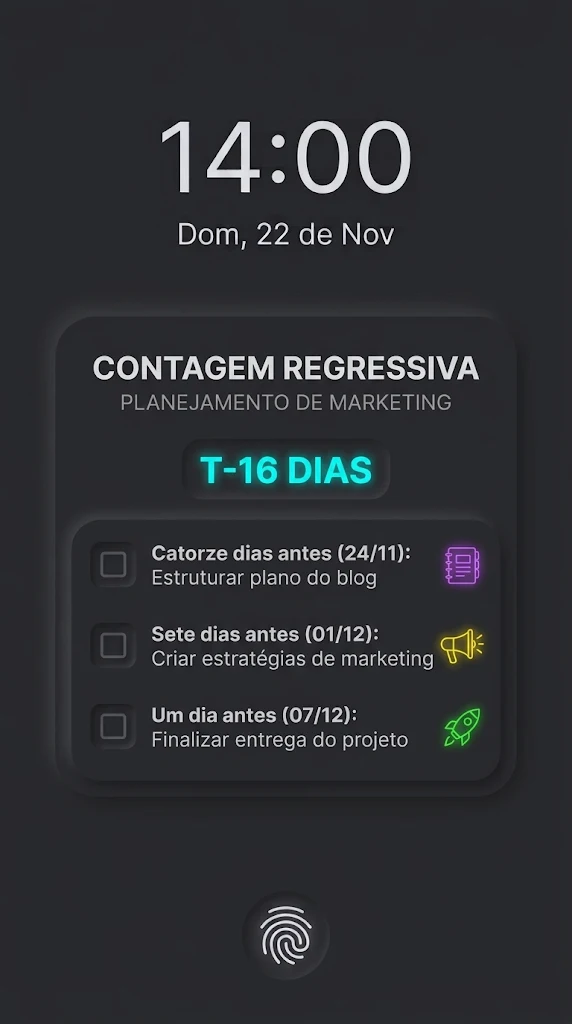 14:00
Dom, 22 de Nov
CONTAGEM REGRESSIVA
PLANEJAMENTO DE MARKETING
T-16 DIAS
Catorze dias antes (24/11):
Estruturar plano do blog
Sete dias antes (01/12):
Criar estratégias de marketing
Um dia antes (07/12):
Finalizar entrega do projeto